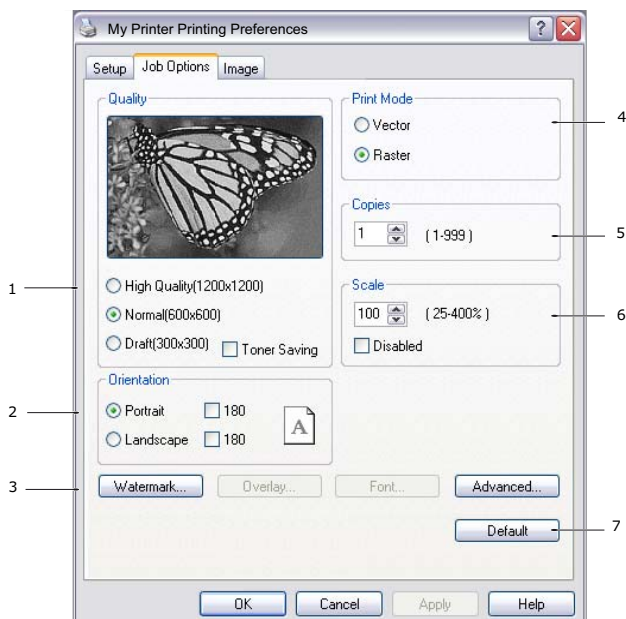 My Printer Printing Preferences
?
Setup
Job Options
Image
Quality
High Quality(1200x1200)
Normal(600x600)
Draft(300x300)
Toner Saving
Print Mode
Vector
Raster
Copies
1 (1-999)
Scale
100 (25-400%)
Disabled
Orientation
Portrait 180
Landscape 180
A
Watermark...
Overlay...
Font...
Advanced...
Default
OK
Cancel
Apply
Help
1
2
3
4
5
6
7